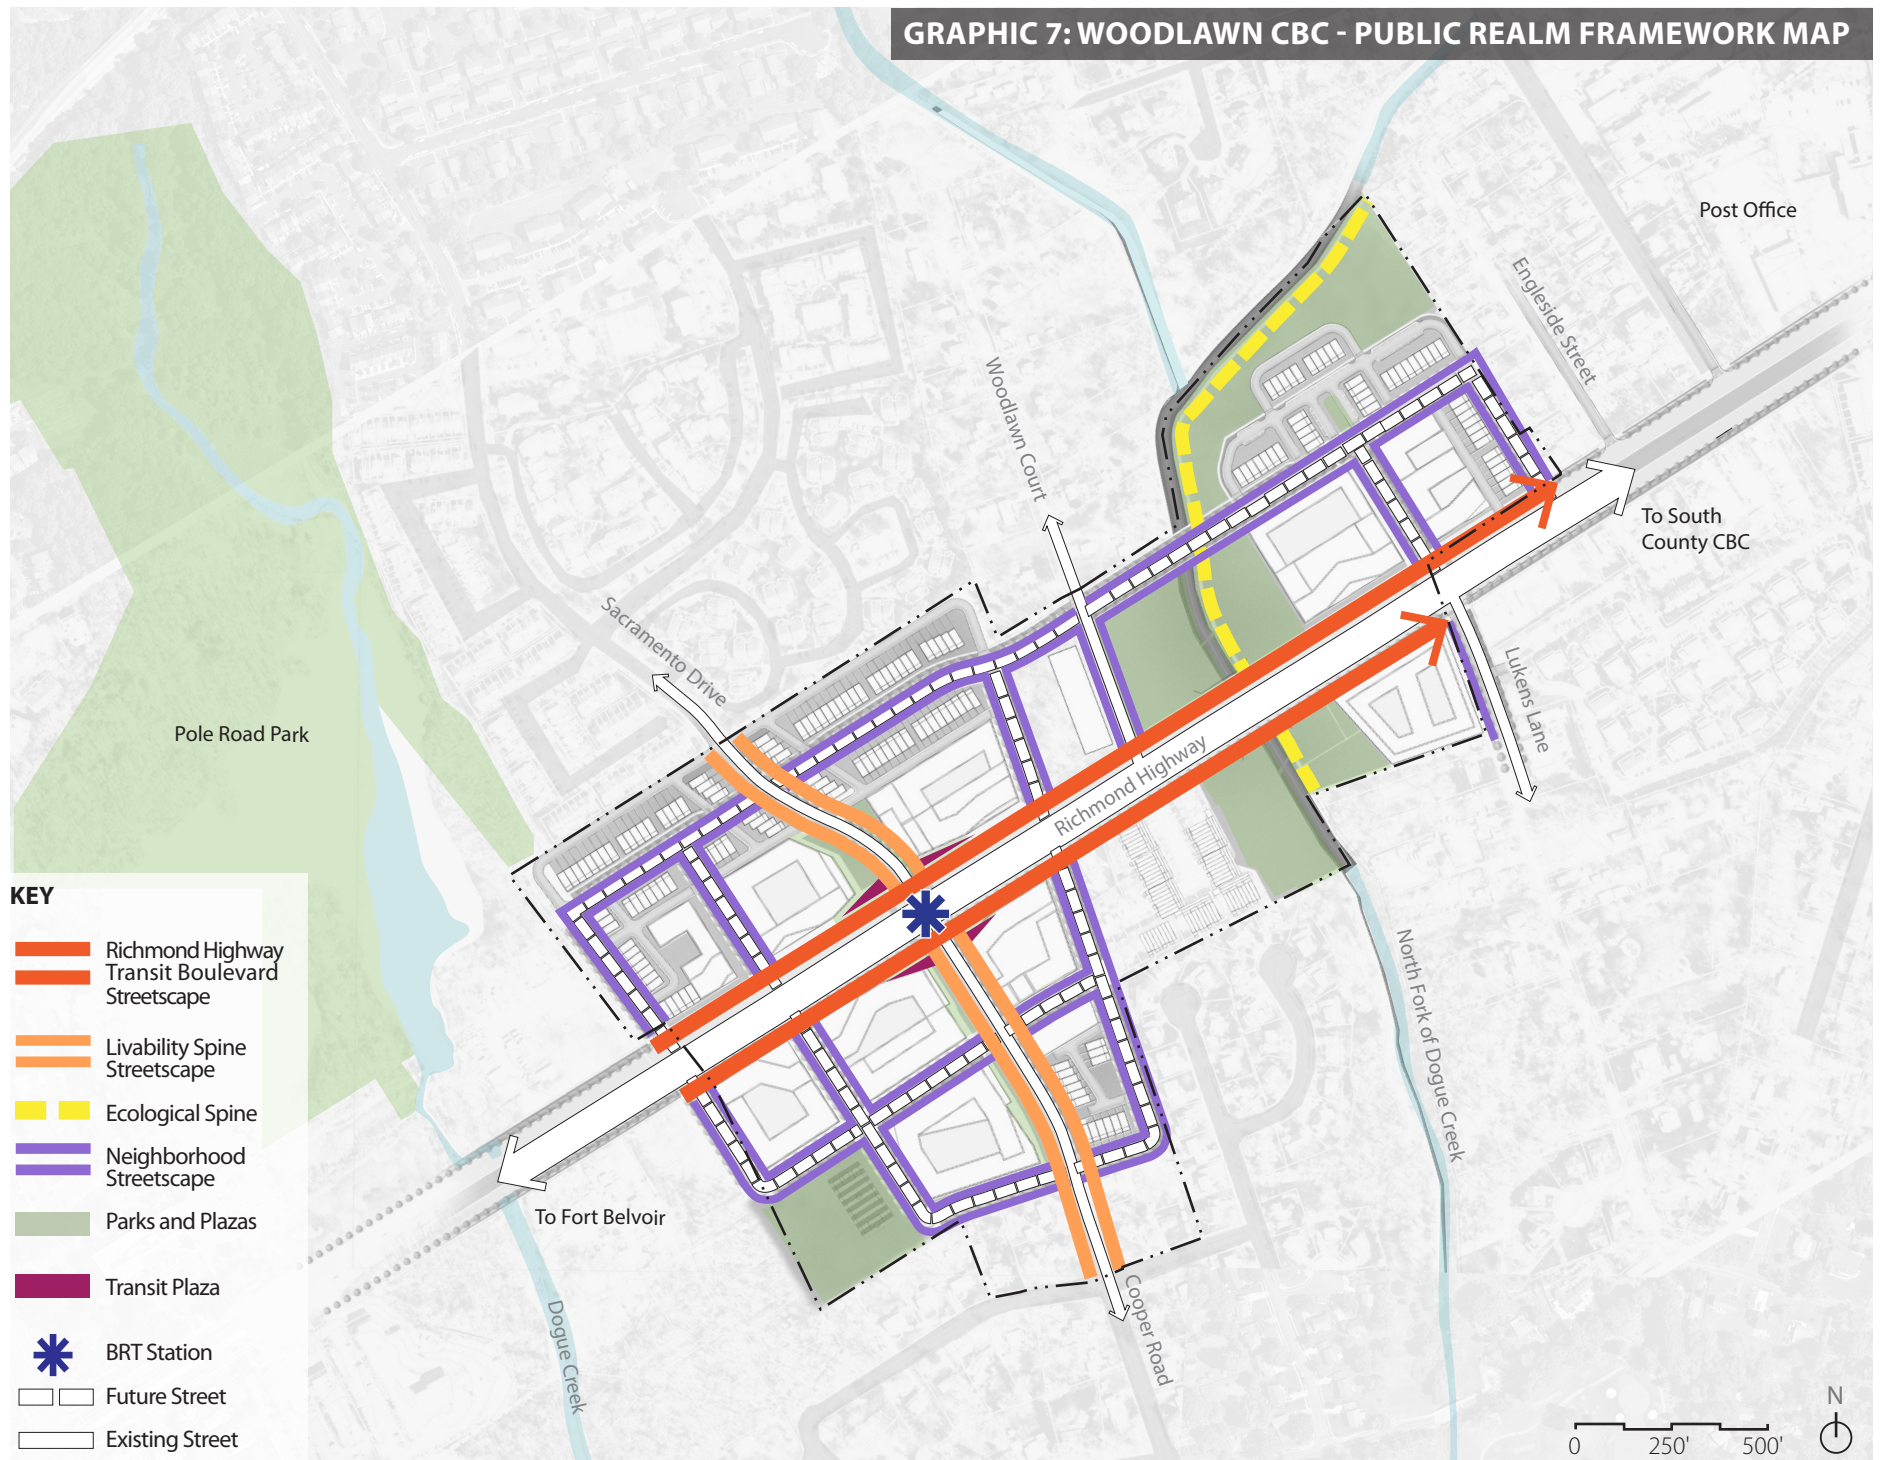 GRAPHIC 7: WOODLAWN CBC - PUBLIC REALM FRAMEWORK MAP
Post Office
Engleside Street
Woodlawn Court
To South
County CBC
Sacramento Drive
Lukens Lane
Pole Road Park
Richmond Highway
North Fork of Dogue Creek
To Fort Belvoir
Cooper Road
Dogue Creek
KEY
Richmond Highway
Transit Boulevard
Streetscape
Livability Spine
Streetscape
Ecological Spine
Neighborhood
Streetscape
Parks and Plazas
Transit Plaza
BRT Station
Future Street
Existing Street
N
0 250' 500'